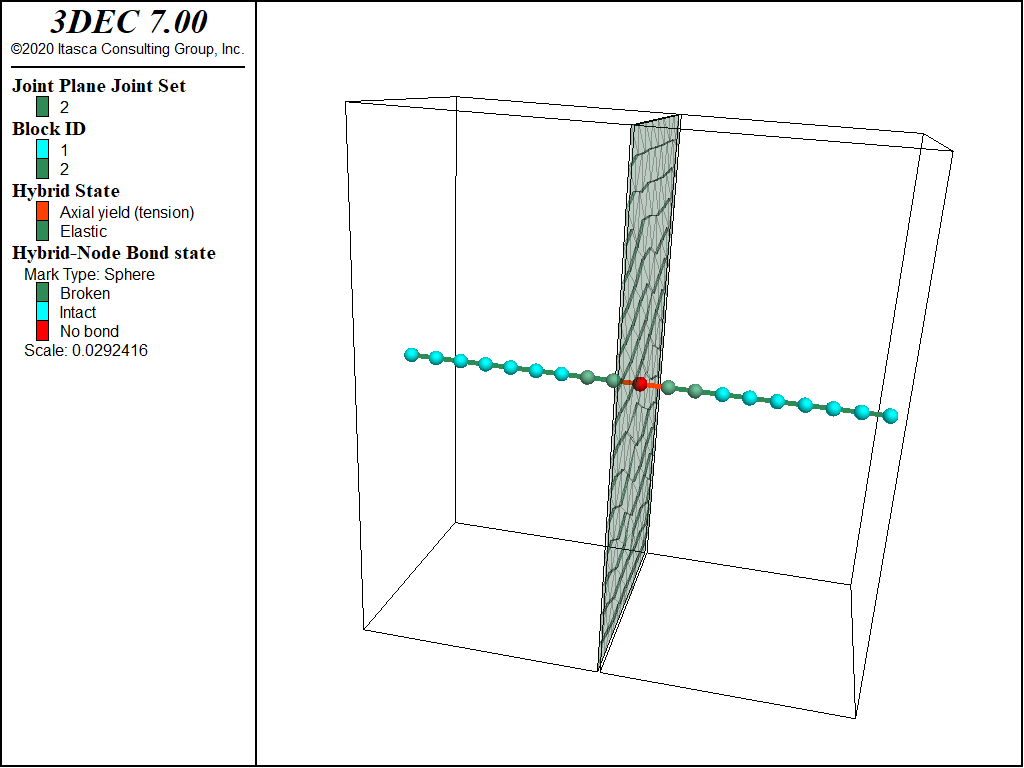 3DEC 7.00
©2020 Itasca Consulting Group, Inc.
Joint Plane Joint Set
2
Block ID
1
2
Hybrid State
Axial yield (tension)
Elastic
Hybrid-Node Bond state
Mark Type: Sphere
Broken
Intact
No bond
Scale: 0.0292416